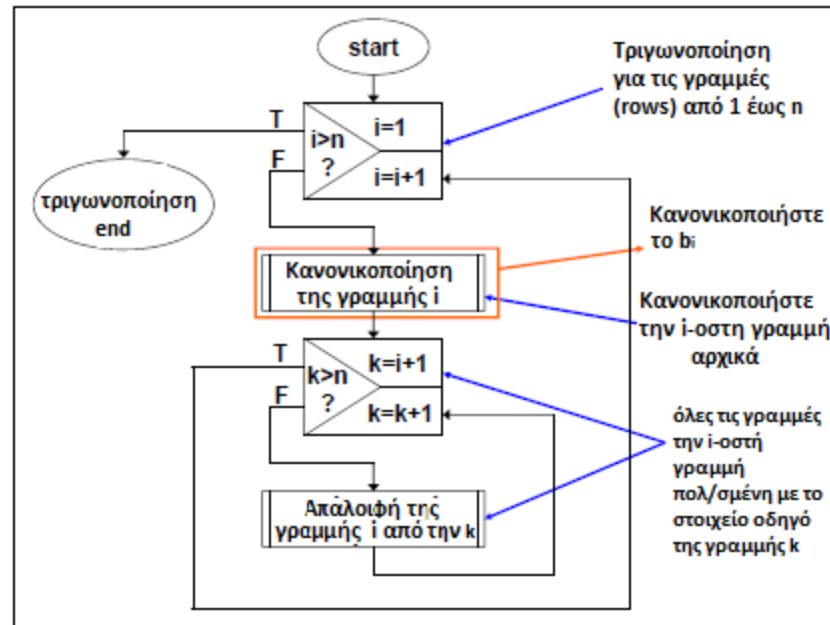 start
Τριγωνοποίηση
για τις γραμμές
(rows) από 1 έως n
T
i>n
?
i=1
F
i=i+1
τριγωνοποίηση
end
Κανονικοποιήστε
το bi
Κανονικοποίηση
της γραμμής i
Κανονικοποιήστε
την i-οστη γραμμή
αρχικά
T
k>n
?
k=i+1
F
k=k+1
όλες τις γραμμές
την i-οστή
γραμμή
πολ/σμένη με το
στοιχείο οδηγό
της γραμμής k
Απαλοιφή της
γραμμής i από την k